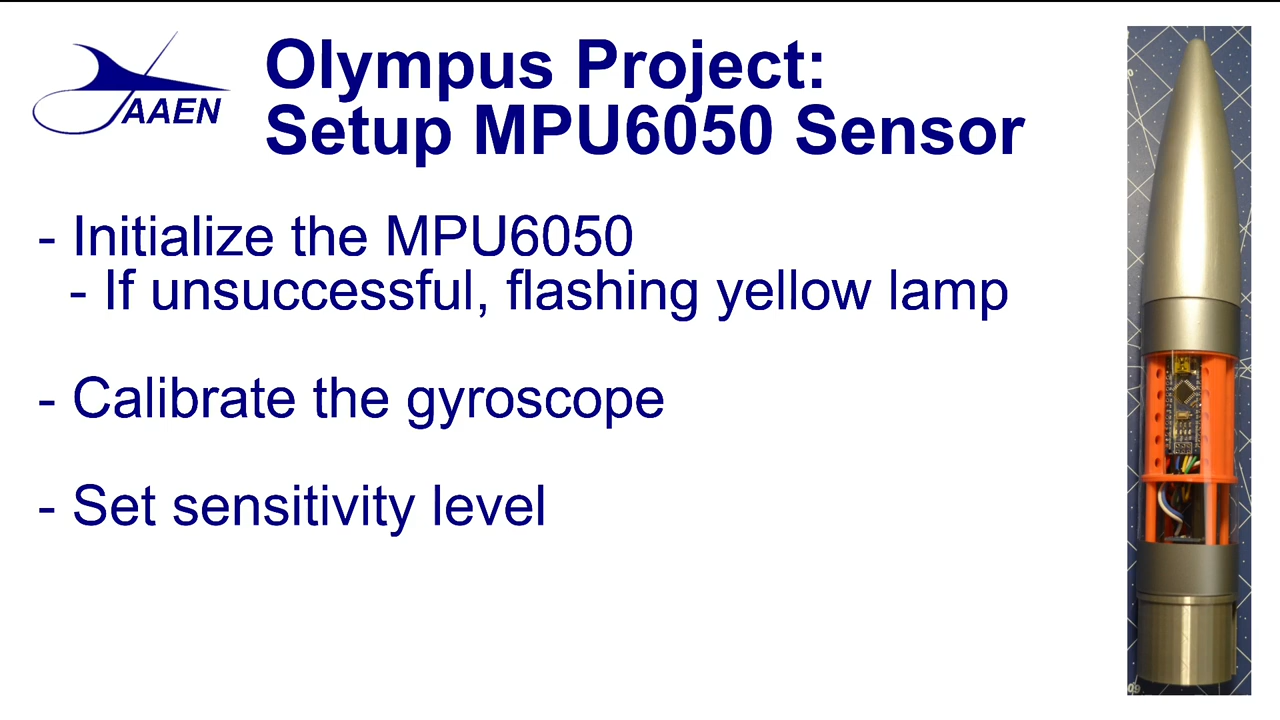 AAEN
Olympus Project:
Setup MPU6050 Sensor
- Initialize the MPU6050
- If unsuccessful, flashing yellow lamp
- Calibrate the gyroscope
- Set sensitivity level